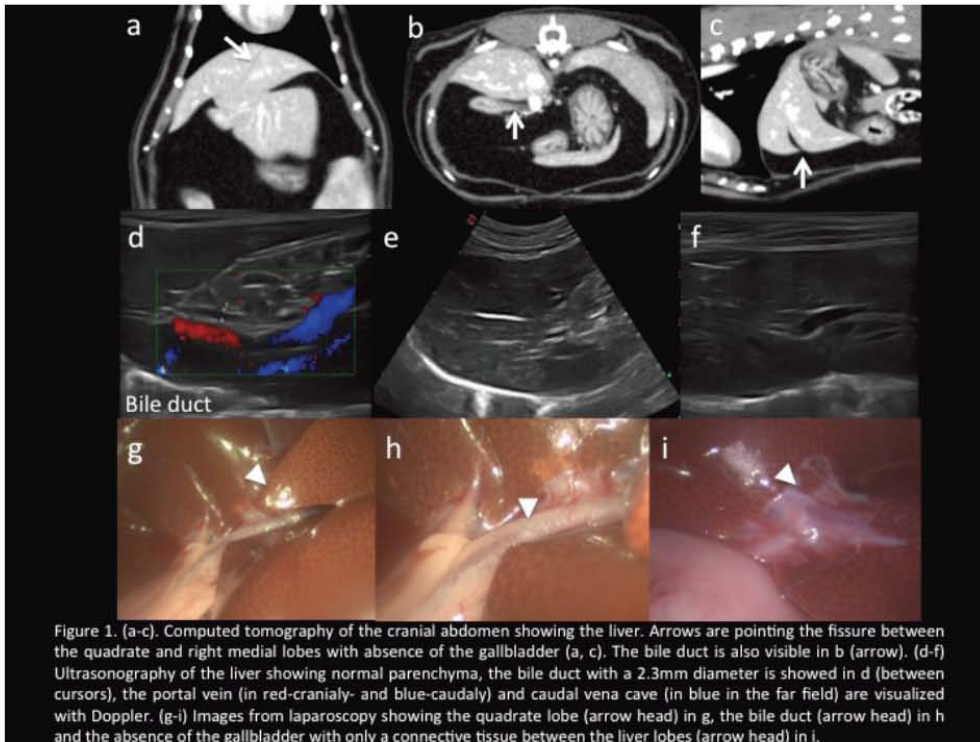 a
b
c
d
e
f
Bile duct
g
h
i
Figure 1. (a-c). Computed tomography of the cranial abdomen showing the liver. Arrows are pointing the fissure between
the quadrate and right medial lobes with absence of the gallbladder (a, c). The bile duct is also visible in b (arrow). (d-f)
Ultrasonography of the liver showing normal parenchyma, the bile duct with a 2.3mm diameter is showed in d (between
cursors), the portal vein (in red-cranialy- and blue-caudaly) and caudal vena cave (in blue in the far field) are visualized
with Doppler. (g-i) Images from laparoscopy showing the quadrate lobe (arrow head) in g, the bile duct (arrow head) in h
and the absence of the gallbladder with only a connective tissue between the liver lobes (arrow head) in i.